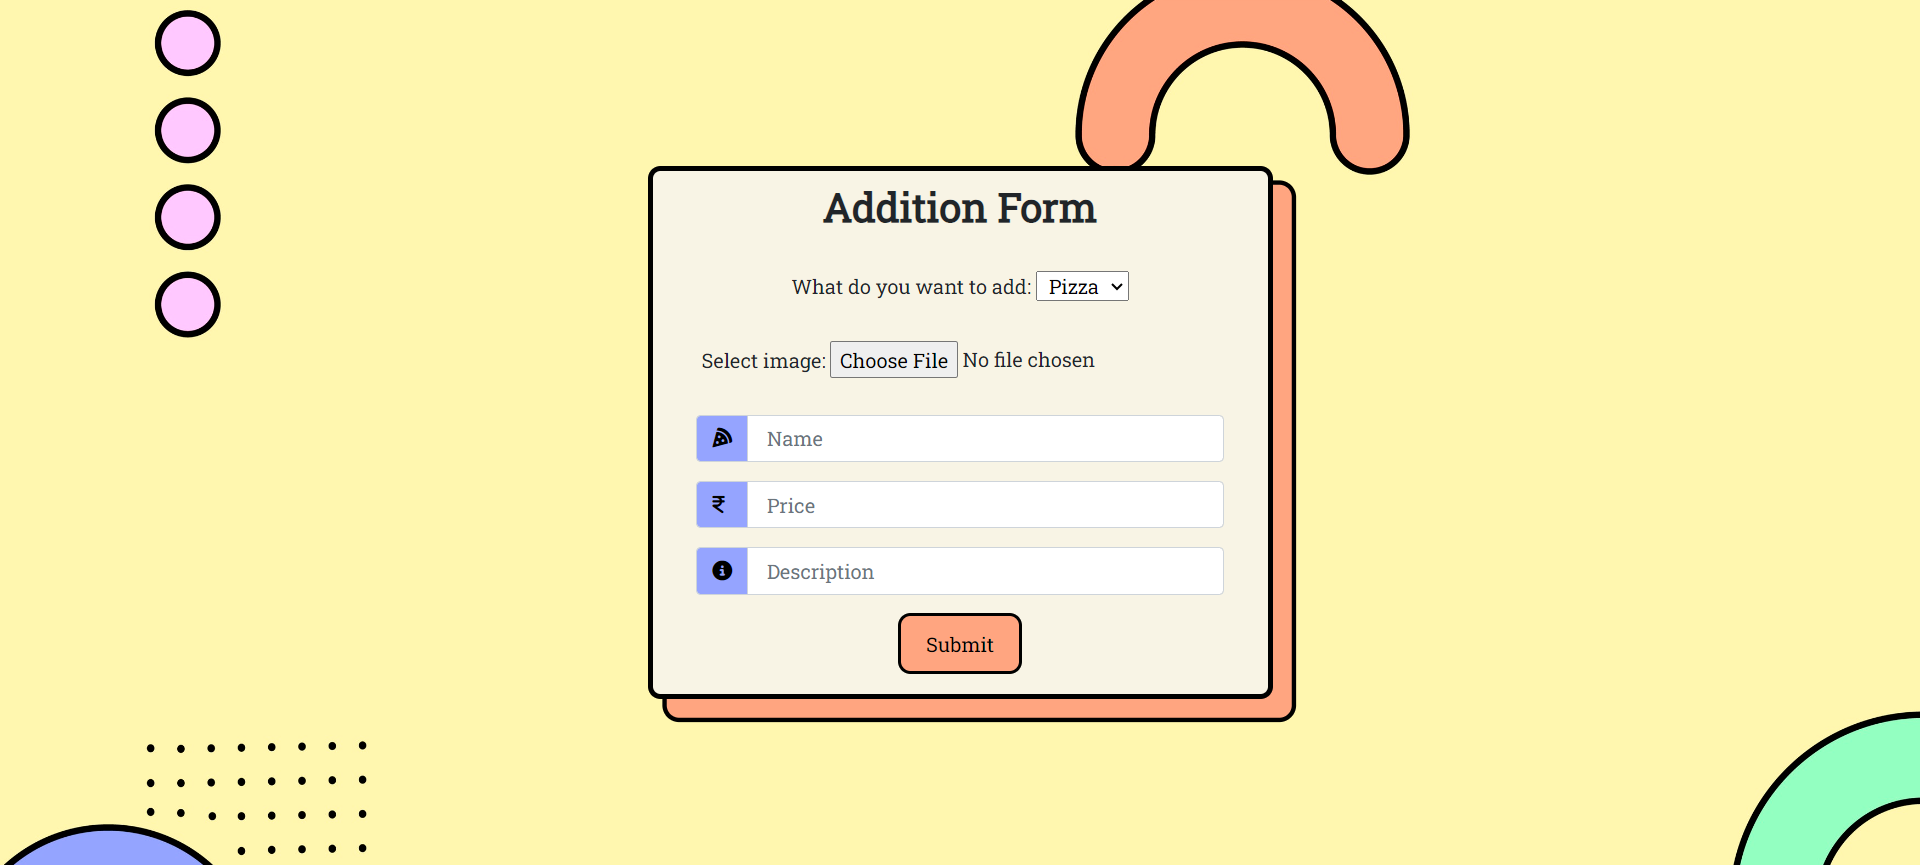 Addition Form
What do you want to add: Pizza
Select image: Choose File No file chosen
Name
₹ Price
Description
Submit